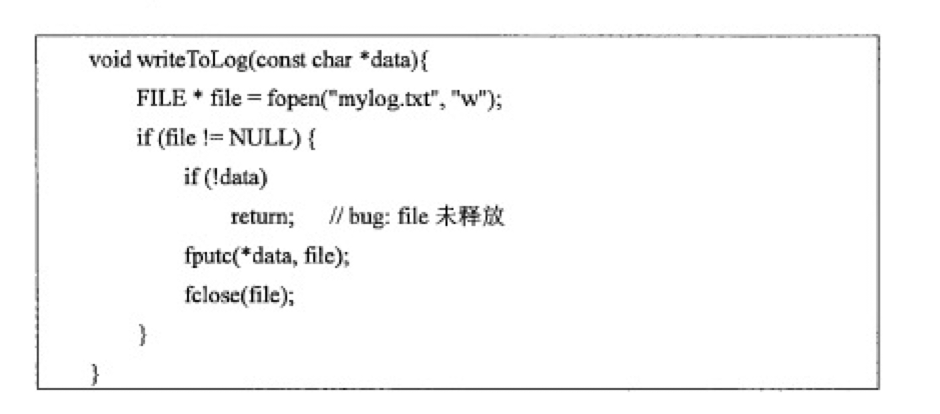 void writeToLog(const char *data){
FILE * file = fopen("mylog.txt", "w");
if (file != NULL) {
if (!data)
return; // bug: file 未释放
fputc(*data, file);
fclose(file);
}
}